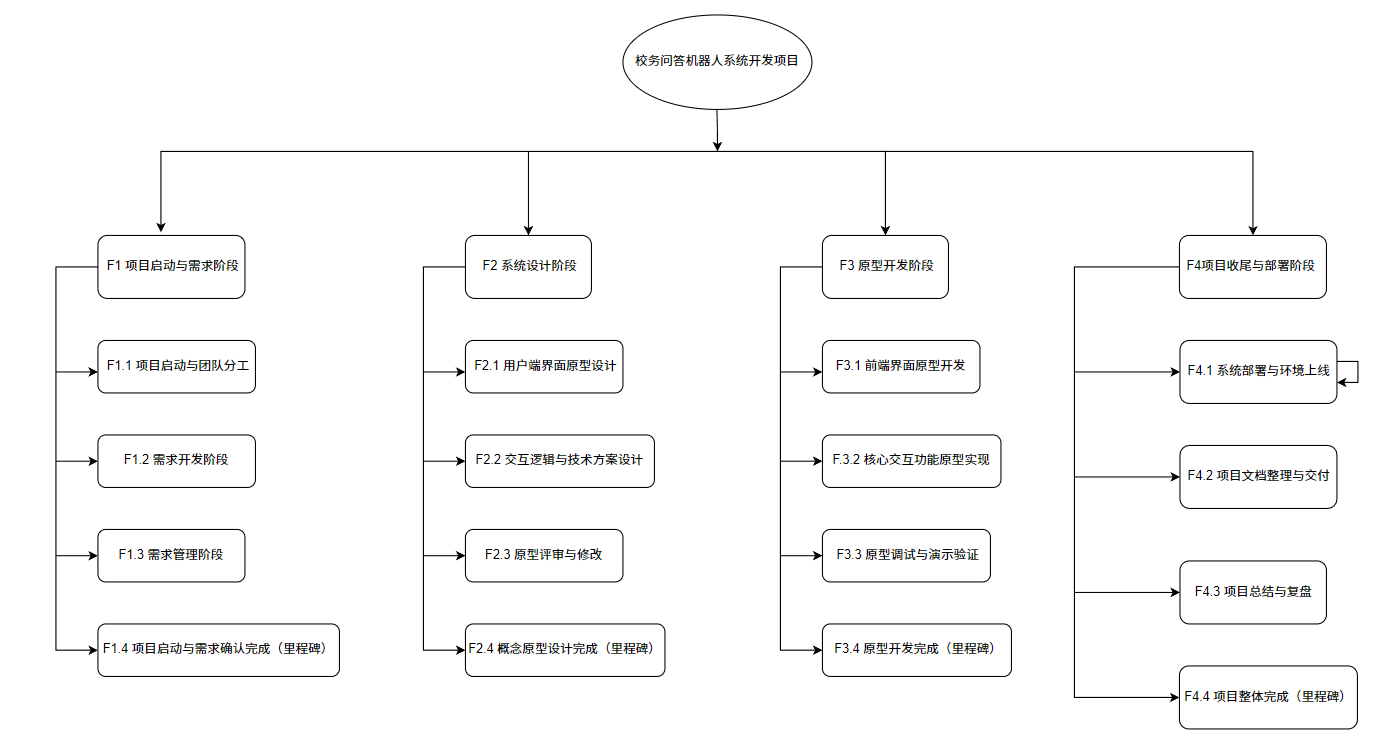 校务问答机器人系统开发项目
F1 项目启动与需求阶段
F1.1 项目启动与团队分工
F1.2 需求开发阶段
F1.3 需求管理阶段
F1.4 项目启动与需求确认完成（里程碑）
F2 系统设计阶段
F2.1 用户端界面原型设计
F2.2 交互逻辑与技术方案设计
F2.3 原型评审与修改
F2.4 概念原型设计完成（里程碑）
F3 原型开发阶段
F3.1 前端界面原型开发
F.3.2 核心交互功能原型实现
F3.3 原型调试与演示验证
F3.4 原型开发完成（里程碑）
F4项目收尾与部署阶段
F4.1 系统部署与环境上线
F4.2 项目文档整理与交付
F4.3 项目总结与复盘
F4.4 项目整体完成（里程碑）